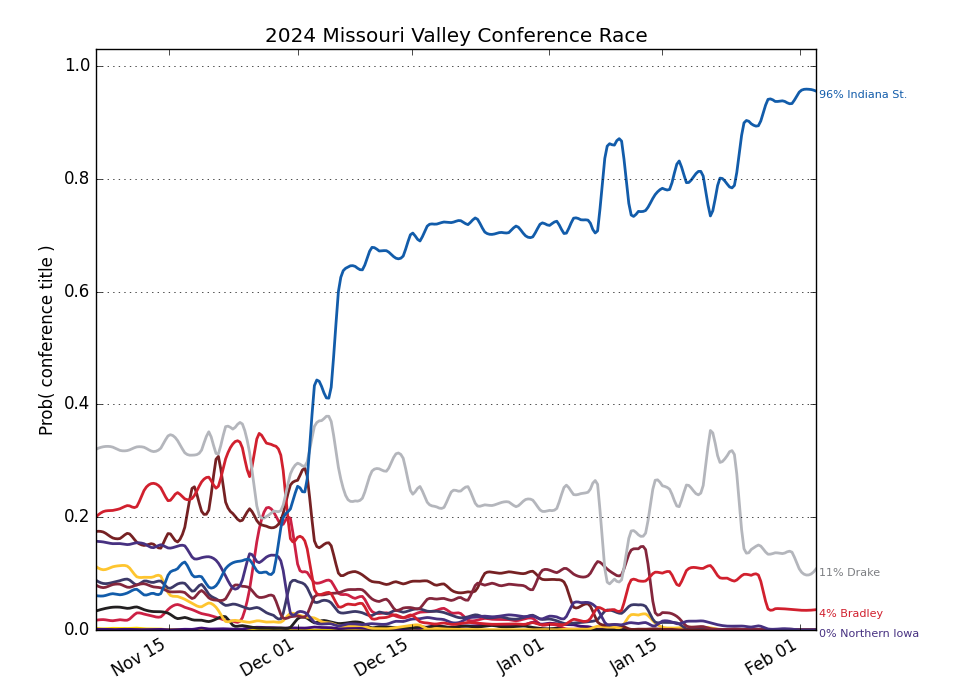 2024 Missouri Valley Conference Race
Prob( conference title )
1.0
0.8
0.6
0.4
0.2
0.0
96% Indiana St.
11% Drake
4% Bradley
0% Northern Iowa
Nov 15
Dec 01
Dec 15
Jan 01
Jan 15
Feb 01